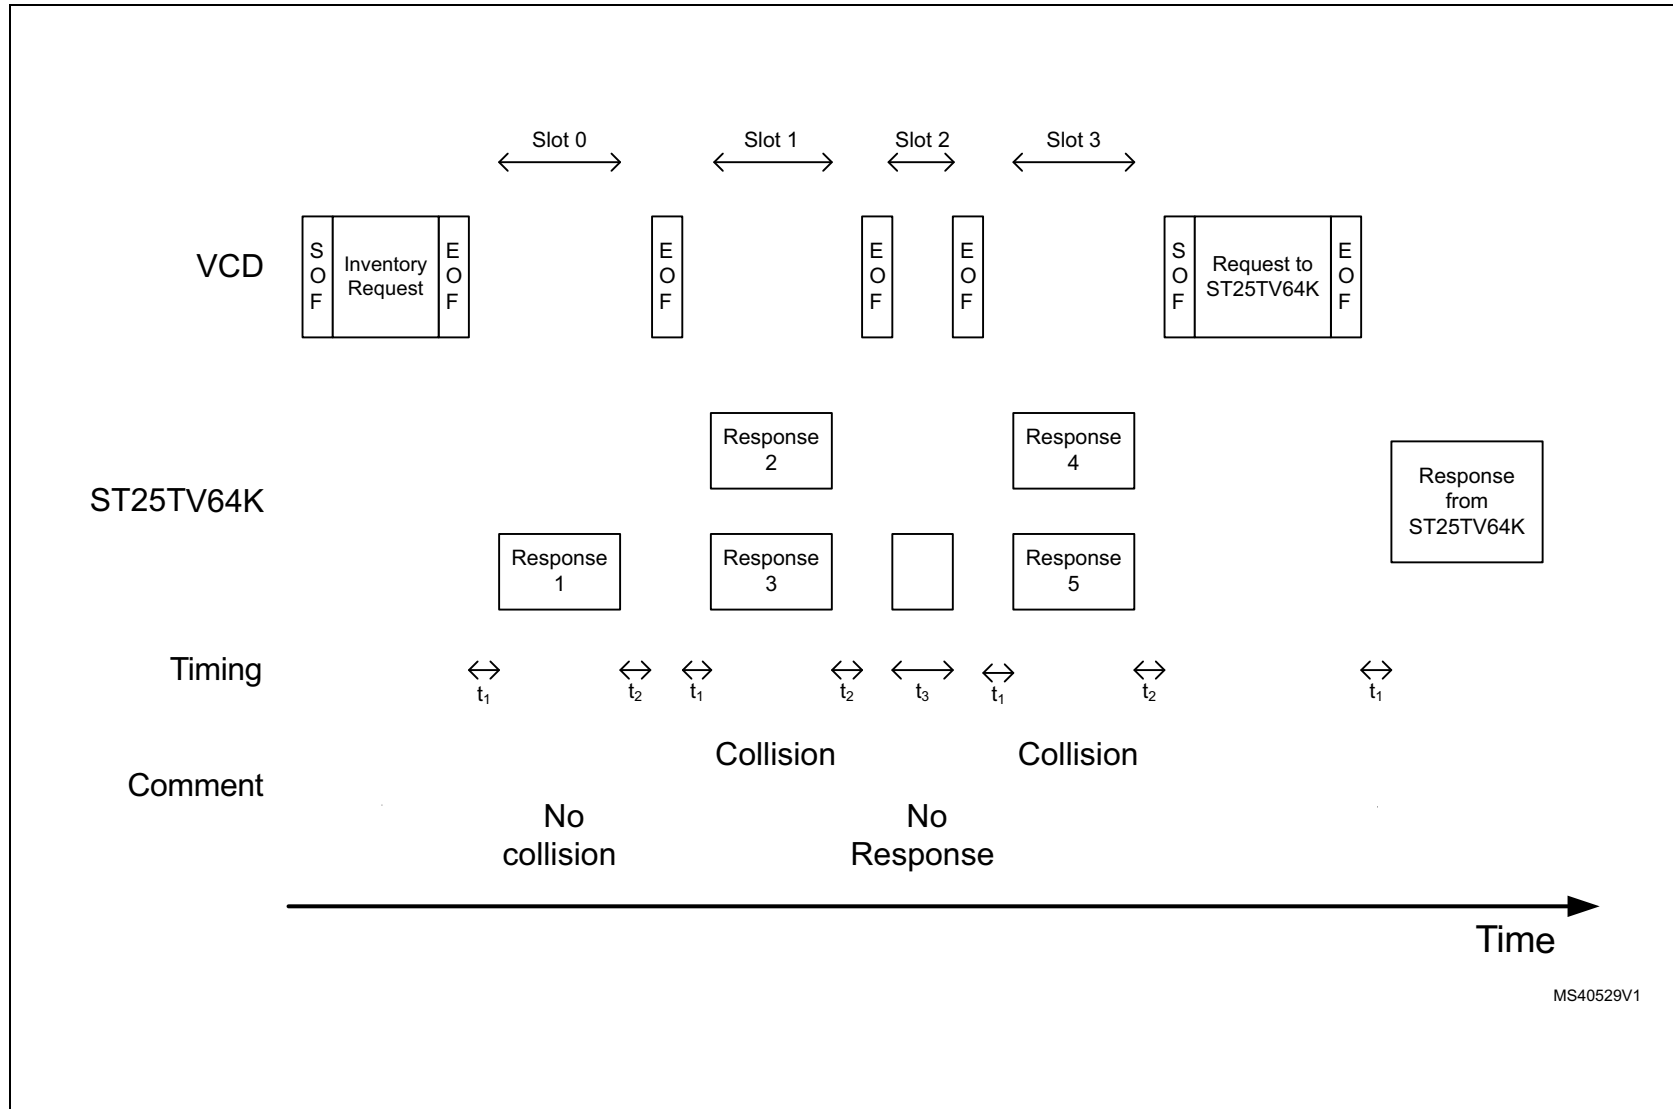 Slot 0 Slot 1 Slot 2 Slot 3
VCD
S
O
F
Inventory
Request
E
O
F
E
O
F
E
O
F
E
O
F
S
O
F
Request to
ST25TV64K
E
O
F
ST25TV64K
Response
1
Response
2
Response
3
Response
4
Response
5
Response
from
ST25TV64K
Timing
t1 t2 t1 t2 t3 t1 t2 t1
Comment
Collision Collision
No
collision
No
Response
Time
MS40529V1